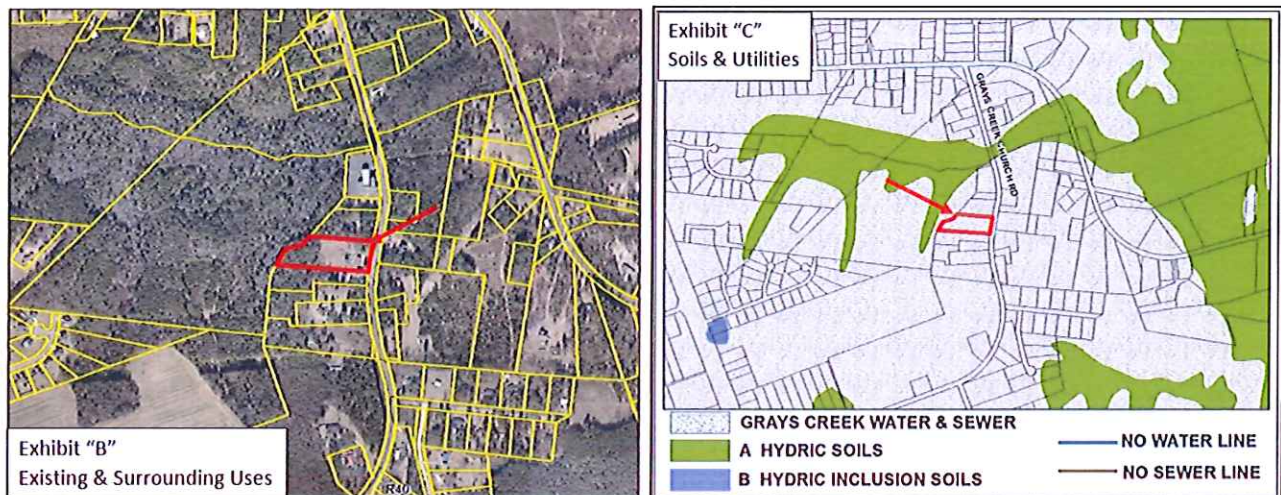 Exhibit "B"
Existing & Surrounding Uses
R40
Exhibit "C"
Soils & Utilities
GRAYS CREEK CHURCH RD
GRAYS CREEK WATER & SEWER
A HYDRIC SOILS
B HYDRIC INCLUSION SOILS
NO WATER LINE
NO SEWER LINE